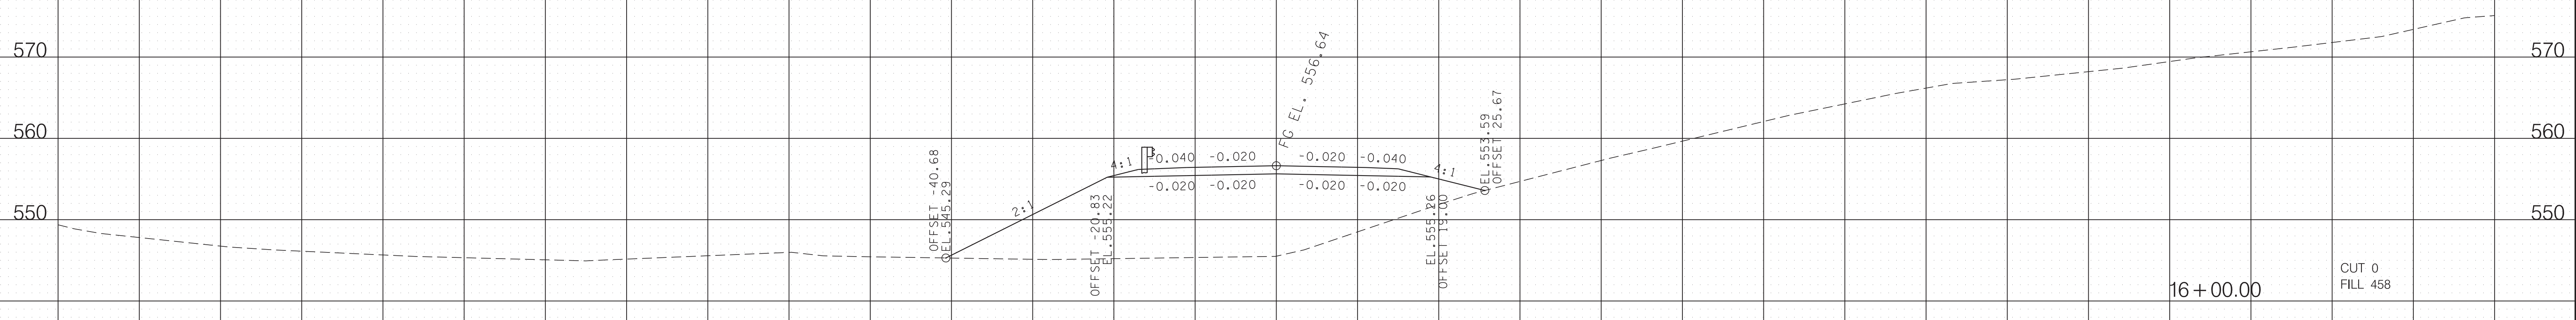 570
570
FG EL. 556.64
560
560
OFFSET -40.68
EL.545.29
2:1
4:1
-0.040
-0.020
-0.020
-0.040
4:1
-0.020
-0.020
-0.020
-0.020
EL.553.59
OFFSET 25.67
OFFSET -20.83
EL.555.22
EL.555.26
OFFSET 19.00
550
550
CUT 0
FILL 458
16+00.00